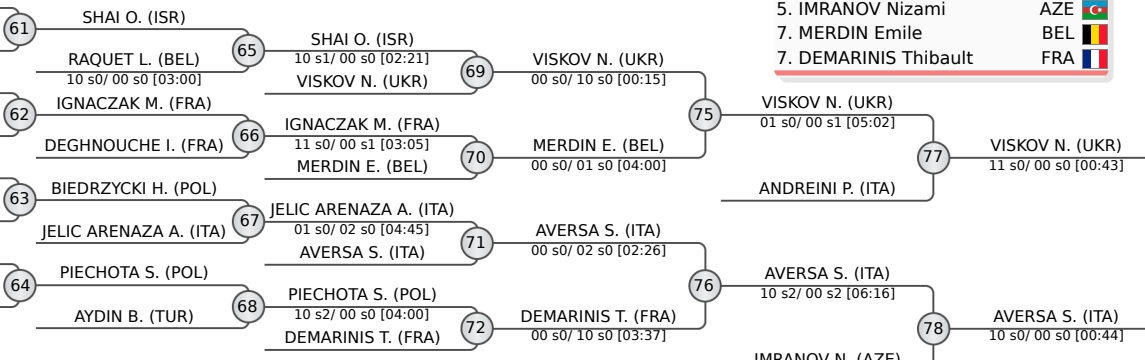 5. IMRANOV Nizami AZE
7. MERDIN Emile BEL
7. DEMARINIS Thibault FRA
61
SHAI O. (ISR)
65
RAQUET L. (BEL)
10 s0/ 00 s0 [03:00]
SHAI O. (ISR)
10 s1/ 00 s0 [02:21]
69
VISKOV N. (UKR)
VISKOV N. (UKR)
00 s0/ 10 s0 [00:15]
62
IGNACZAK M. (FRA)
66
DEGHNOUCHE I. (FRA)
IGNACZAK M. (FRA)
11 s0/ 00 s1 [03:05]
70
MERDIN E. (BEL)
MERDIN E. (BEL)
00 s0/ 01 s0 [04:00]
75
VISKOV N. (UKR)
01 s0/ 00 s1 [05:02]
77
ANDREINI P. (ITA)
VISKOV N. (UKR)
11 s0/ 00 s0 [00:43]
63
BIEDRZYCKI H. (POL)
67
JELIC ARENAZA A. (ITA)
JELIC ARENAZA A. (ITA)
01 s0/ 02 s0 [04:45]
71
AVERSA S. (ITA)
AVERSA S. (ITA)
00 s0/ 02 s0 [02:26]
64
PIECHOTA S. (POL)
68
AYDIN B. (TUR)
PIECHOTA S. (POL)
10 s2/ 00 s0 [04:00]
72
DEMARINIS T. (FRA)
DEMARINIS T. (FRA)
00 s0/ 10 s0 [03:37]
76
AVERSA S. (ITA)
10 s2/ 00 s2 [06:16]
78
IMRANOV N. (AZE)
AVERSA S. (ITA)
10 s0/ 00 s0 [00:44]